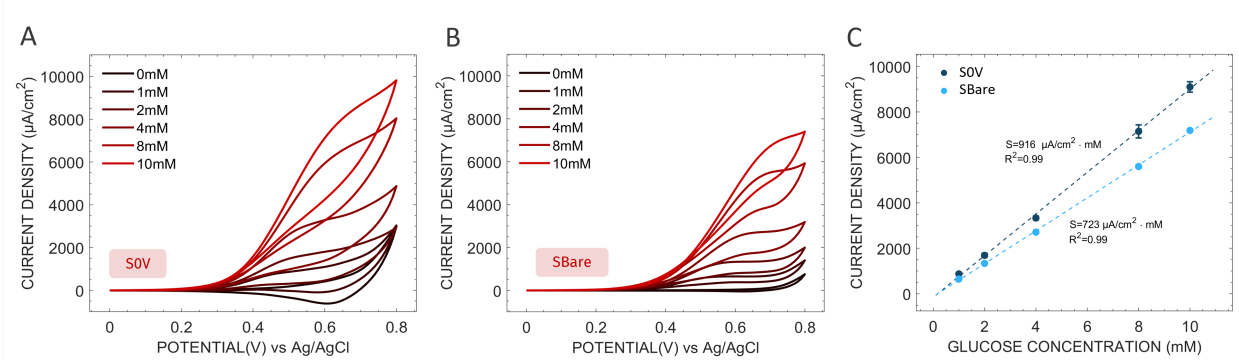 A
CURRENT DENSITY (µA/cm²)
10000
8000
6000
4000
2000
0
0mM
1mM
2mM
4mM
8mM
10mM
S0V
0
0.2
0.4
0.6
0.8
POTENTIAL(V) vs Ag/AgCl
B
CURRENT DENSITY (µA/cm²)
10000
8000
6000
4000
2000
0
0mM
1mM
2mM
4mM
8mM
10mM
SBare
0
0.2
0.4
0.6
0.8
POTENTIAL(V) vs Ag/AgCl
C
CURRENT DENSITY (µA/cm²)
10000
8000
6000
4000
2000
0
S0V
SBare
S=916 µA/cm² · mM
R²=0.99
S=723 µA/cm² · mM
R²=0.99
0
2
4
6
8
10
GLUCOSE CONCENTRATION (mM)